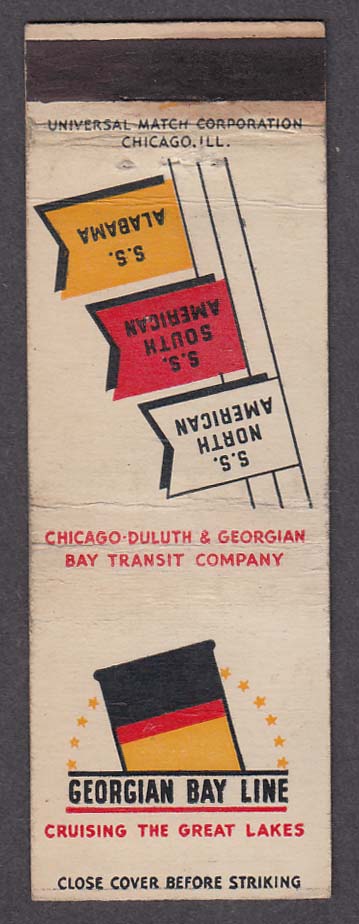 UNIVERSAL MATCH CORPORATION
CHICAGO, ILL.
S.S.
ALABAMA
S.S.
SOUTH
AMERICAN
S.S.
NORTH
AMERICAN
CHICAGO-DULUTH & GEORGIAN
BAY TRANSIT COMPANY
GEORGIAN BAY LINE
CRUISING THE GREAT LAKES
CLOSE COVER BEFORE STRIKING